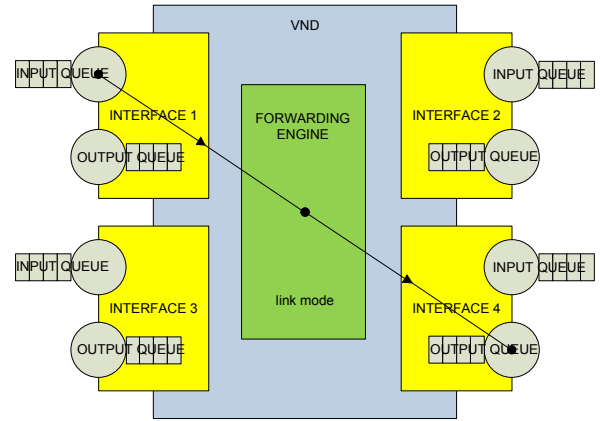 VND
INPUT QUEUE
INTERFACE 1
OUTPUT QUEUE
INPUT QUEUE
INTERFACE 2
OUTPUT QUEUE
FORWARDING
ENGINE
link mode
INPUT QUEUE
INTERFACE 3
OUTPUT QUEUE
INPUT QUEUE
INTERFACE 4
OUTPUT QUEUE